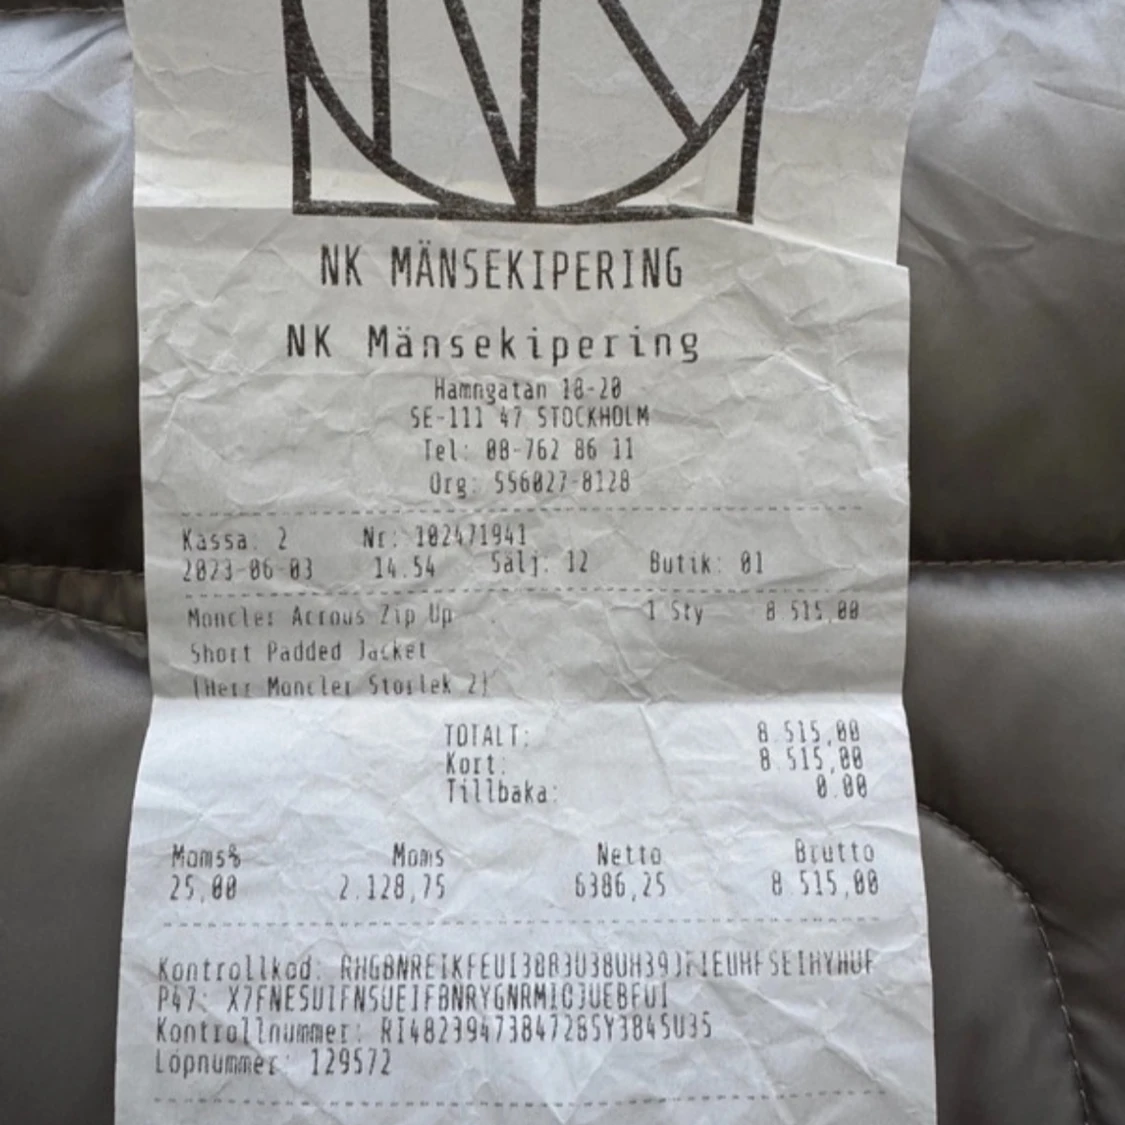 NK
NK MÄNSEKIPERING
NK Mänsekipering
Hamngatan 18-20
SE-111 47 STOCKHOLM
Tel: 08-762 86 11
Org: 556027-8128
Kassa: 2 Nr: 102471941
2023-06-03 14.54 Sälj: 12 Butik: 01
Moncler Acrous Zip Up 1 Sty 8 515,00
Short Padded Jacket
(Herr Moncler Storlek 2)
TOTALT: 8 515,00
Kort: 8 515,00
Tillbaka: 0.00
Moms% Moms Netto Brutto
25,00 2.128,75 6386,25 8 515,00
Kontrollkod:
P47:
Kontrollnummer: RI48239473847285Y3845U35
Löpnummer: 129572